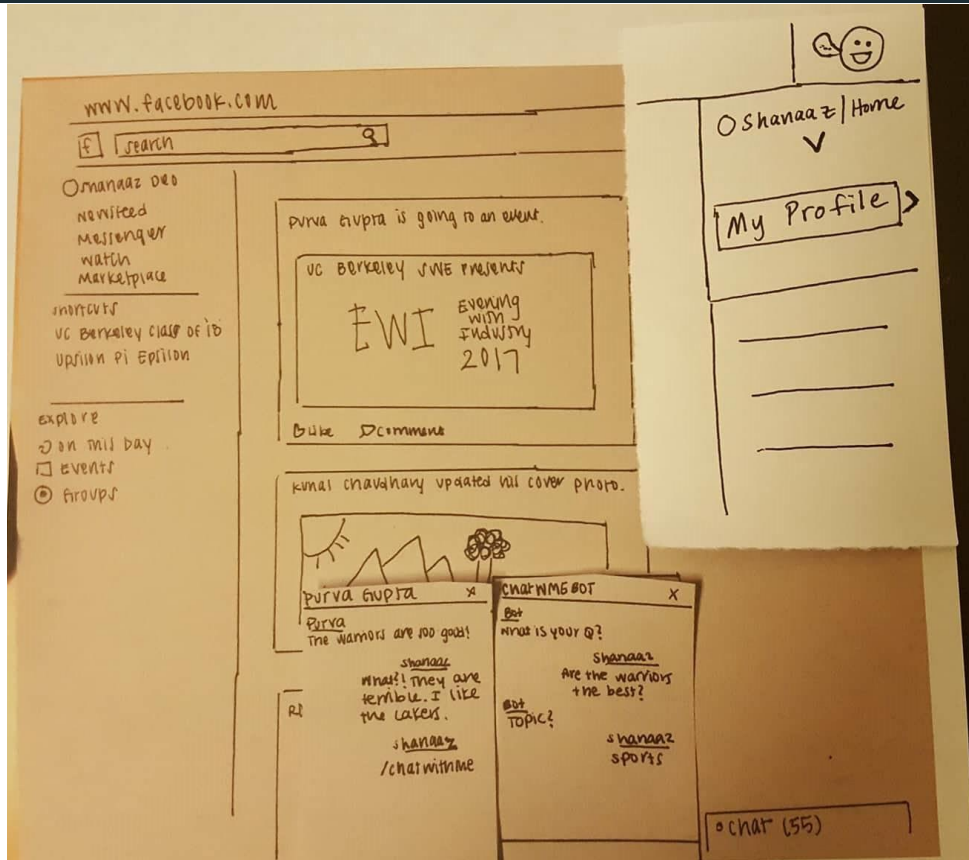 www.facebook.com
f search
Shanaaz Deo
Newsfeed
Messenger
Watch
Marketplace
Shortcuts
UC Berkeley Class of 18
Upsilon Pi Epsilon
Explore
on this Day
Events
Groups
Purva Gupta is going to an event.
UC Berkeley SWE Presents
EWI
Evening
with
Industry
2017
Like Comment
Kunal Chaudhary updated his cover photo.
Purva Gupta x
Purva
The warriors are soo good!
Shanaaz
What?! They are
terrible. I like
the Lakers.
Shanaaz
/chatwithme
ChatWMEBOT x
Bot
What is your Q?
Shanaaz
Are the warriors
the best?
Bot
Topic?
Shanaaz
sports
Shanaaz | Home
My Profile >
chat (55)